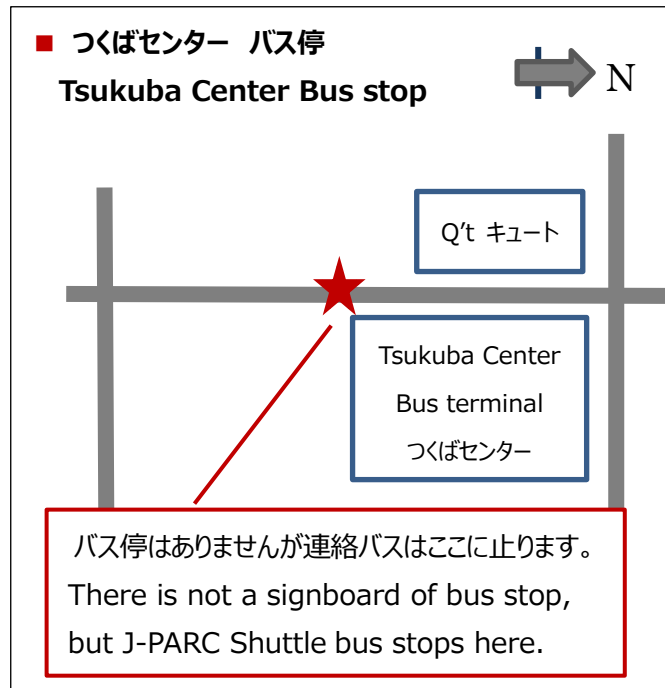 ■ つくばセンター バス停
Tsukuba Center Bus stop
N
Q't キュート
Tsukuba Center
Bus terminal
つくばセンター
バス停はありませんが連絡バスはここに止ります。
There is not a signboard of bus stop,
but J-PARC Shuttle bus stops here.